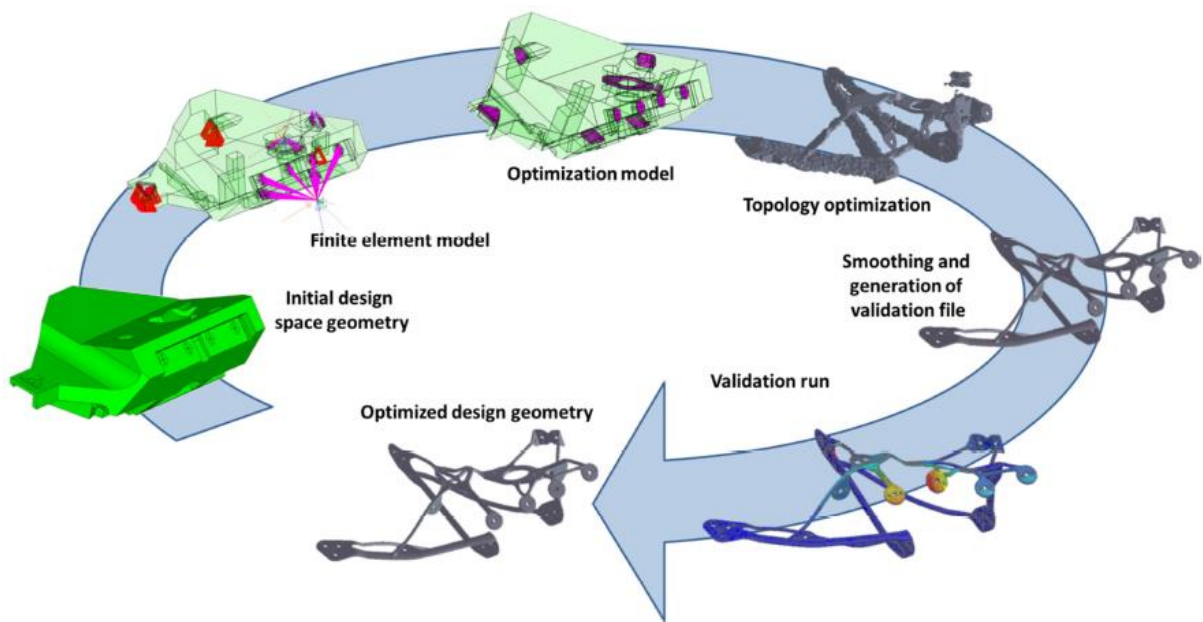 Initial design
space geometry
Finite element model
Optimization model
Topology optimization
Smoothing and
generation of
validation file
Validation run
Optimized design geometry